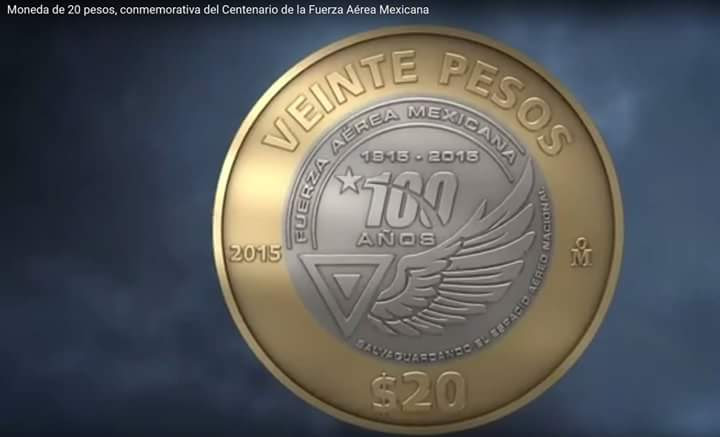 Moneda de 20 pesos, conmemorativa del Centenario de la Fuerza Aérea Mexicana
VEINTE PESOS
FUERZA AÉREA MEXICANA
1915 - 2015
100
AÑOS
2015
M
SALVAGUARDANDO EL ESPACIO AÉREO NACIONAL
$20